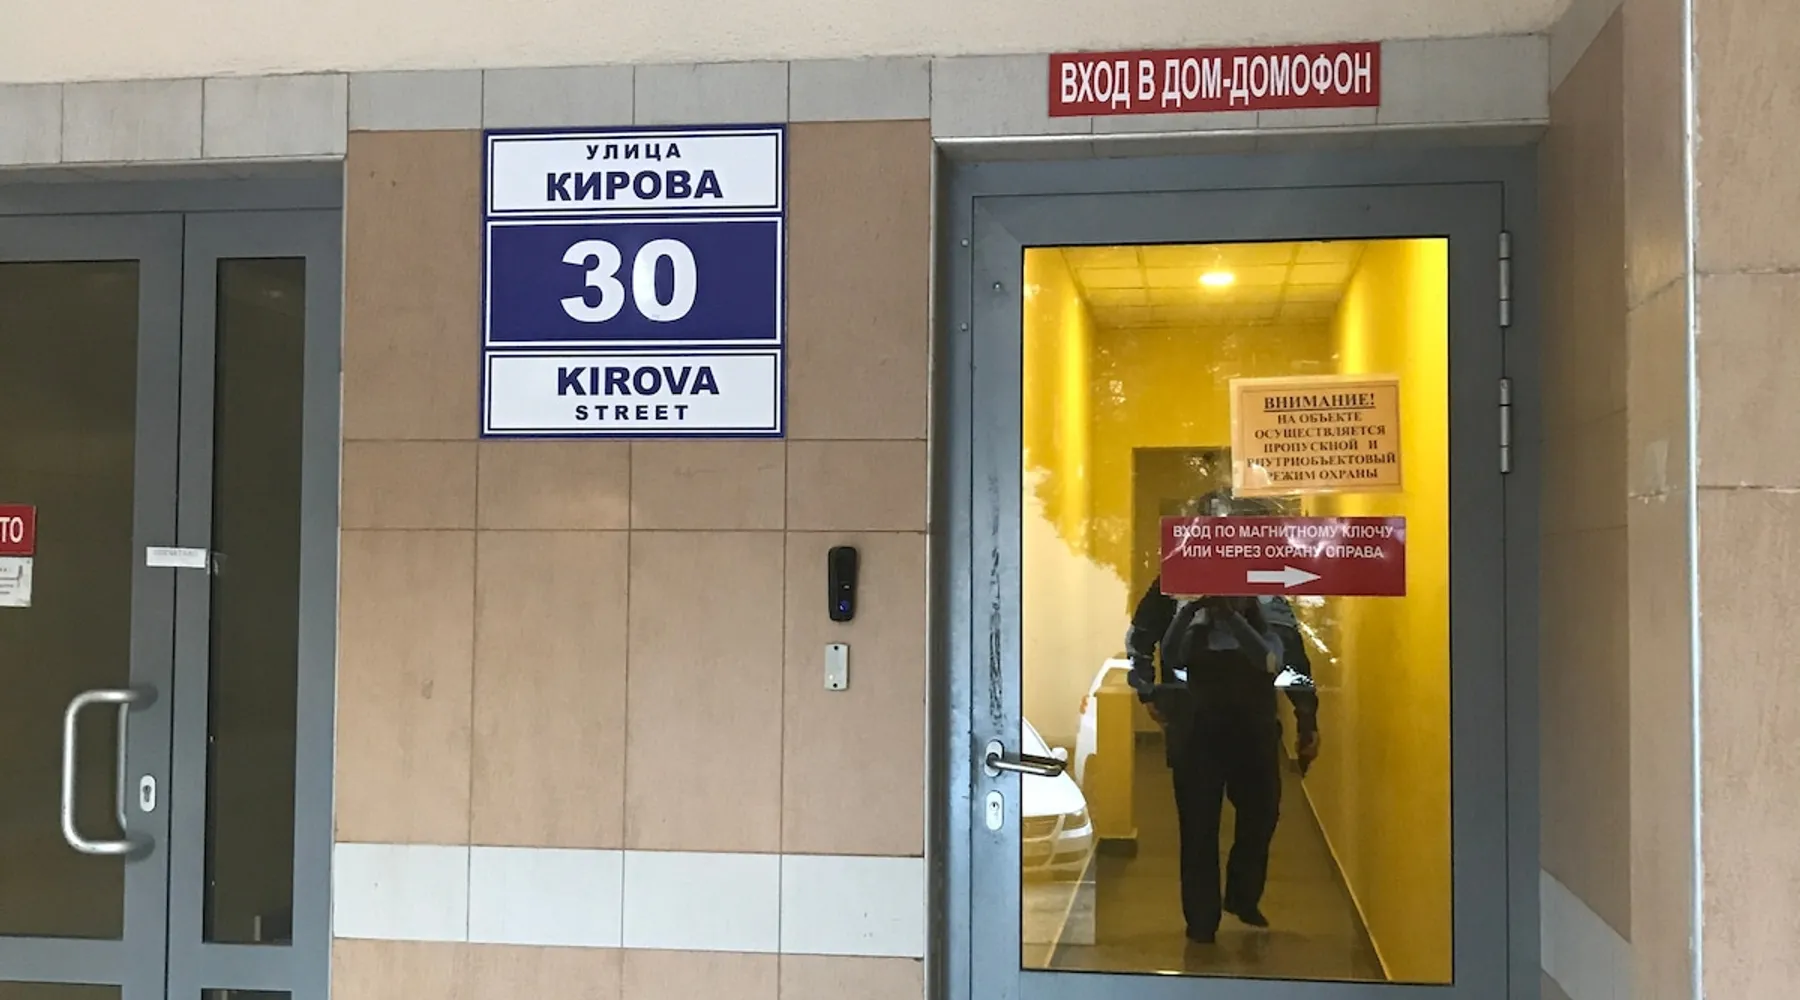 УЛИЦА
КИРОВА
30
KIROVA
STREET
ВХОД В ДОМ-ДОМОФОН
ВНИМАНИЕ!
НА ОБЪЕКТЕ
ОСУЩЕСТВЛЯЕТСЯ
ПРОПУСКНОЙ И
ВНУТРИОБЪЕКТОВЫЙ
РЕЖИМ ОХРАНЫ
ВХОД ПО МАГНИТНОМУ КЛЮЧУ
ИЛИ ЧЕРЕЗ ОХРАНУ СПРАВА
ТО